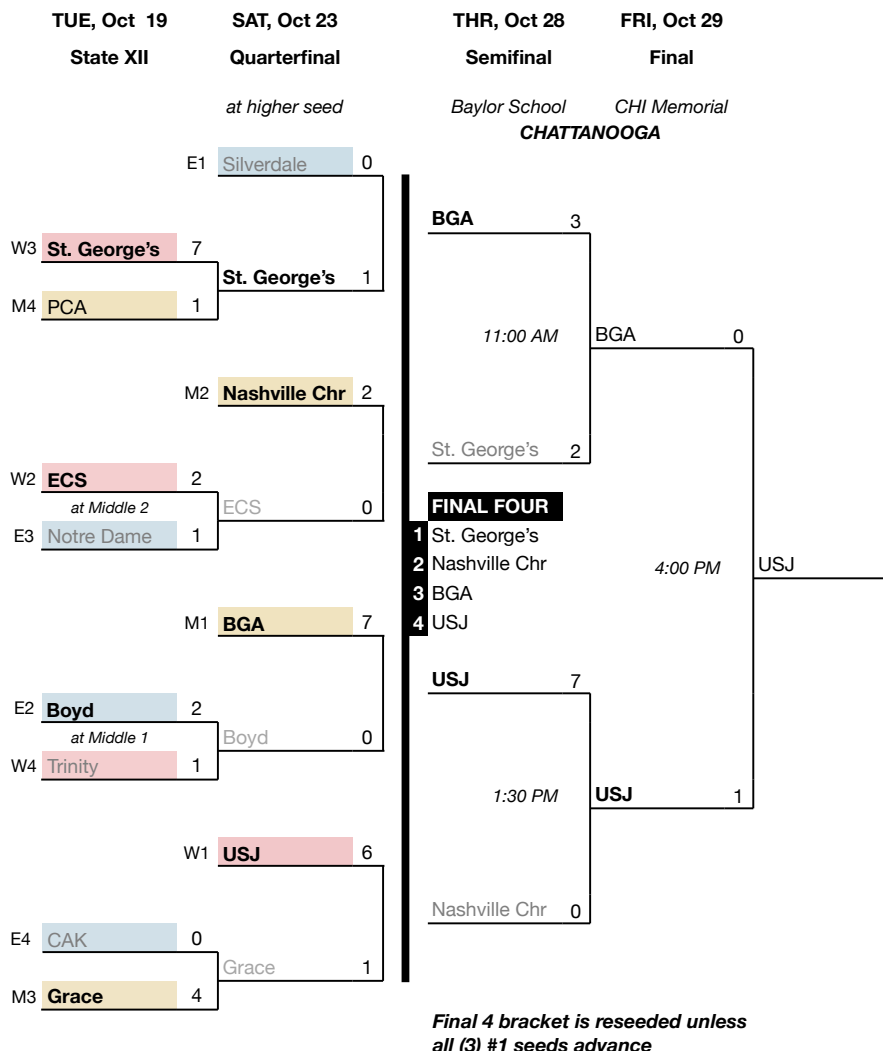 TUE, Oct 19 SAT, Oct 23 THR, Oct 28 FRI, Oct 29
State XII Quarterfinal Semifinal Final
at higher seed Baylor School CHI Memorial
CHATTANOOGA
E1 Silverdale 0
BGA 3
W3 St. George's 7
St. George's 1
M4 PCA 1
11:00 AM BGA 0
M2 Nashville Chr 2
St. George's 2
W2 ECS 2
at Middle 2 ECS 0
FINAL FOUR
E3 Notre Dame 1
1 St. George's
2 Nashville Chr
4:00 PM USJ
3 BGA
M1 BGA 7
4 USJ
USJ 7
E2 Boyd 2
at Middle 1 Boyd 0
W4 Trinity 1
1:30 PM USJ 1
W1 USJ 6
Nashville Chr 0
E4 CAK 0
Grace 1
M3 Grace 4
Final 4 bracket is reseeded unless
all (3) #1 seeds advance